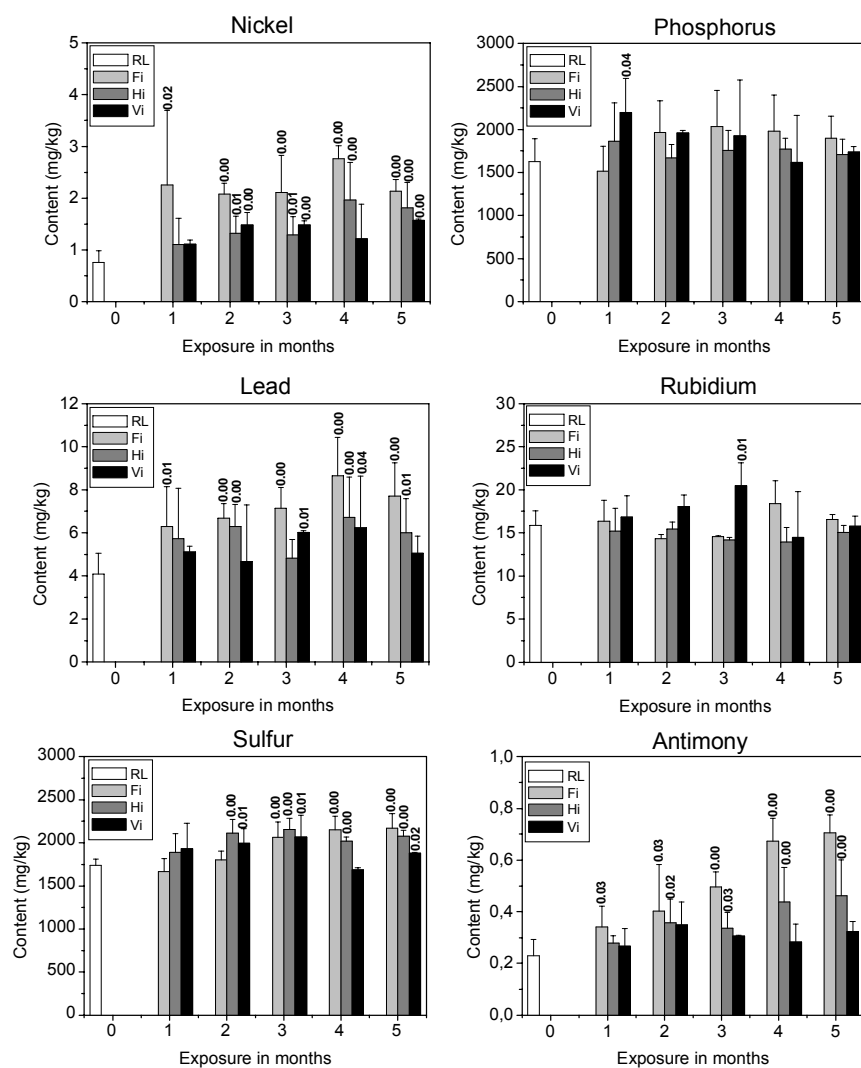 Nickel
5
4
3
2
1
0
Content (mg/kg)
RL
Fi
Hi
Vi
0.02
0.00
0.01
0.00
0.00
0.01
0.00
0.00
0.00
0.00
0.00
0.00
0 1 2 3 4 5
Exposure in months
Phosphorus
3000
2500
2000
1500
1000
500
0
Content (mg/kg)
RL
Fi
Hi
Vi
0.04
0 1 2 3 4 5
Exposure in months
Lead
12
10
8
6
4
2
0
Content (mg/kg)
RL
Fi
Hi
Vi
0.01
0.00
0.00
0.00
0.01
0.00
0.00
0.04
0.00
0.01
0 1 2 3 4 5
Exposure in months
Rubidium
30
25
20
15
10
5
0
Content (mg/kg)
RL
Fi
Hi
Vi
0.01
0 1 2 3 4 5
Exposure in months
Sulfur
3000
2500
2000
1500
1000
500
0
Content (mg/kg)
RL
Fi
Hi
Vi
0.00
0.01
0.00
0.00
0.01
0.00
0.00
0.00
0.00
0.02
0 1 2 3 4 5
Exposure in months
Antimony
1,0
0,8
0,6
0,4
0,2
0,0
Content (mg/kg)
RL
Fi
Hi
Vi
0.03
0.03
0.02
0.00
0.03
0.00
0.00
0.00
0.00
0 1 2 3 4 5
Exposure in months